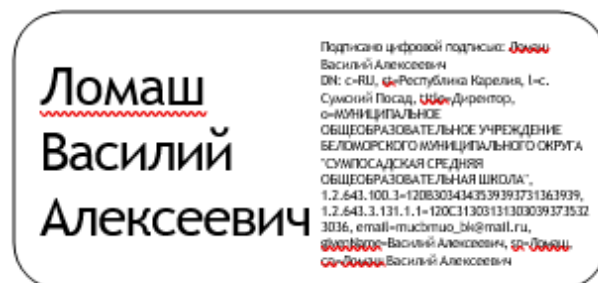 Ломаш
Василий
Алексеевич
Подписано цифровой подписью: Ломаш
Василий Алексеевич
DN: c=RU, st=Республика Карелия, l=с.
Сумский Посад, title=Директор,
o=МУНИЦИПАЛЬНОЕ
ОБЩЕОБРАЗОВАТЕЛЬНОЕ УЧРЕЖДЕНИЕ
БЕЛОМОРСКОГО МУНИЦИПАЛЬНОГО ОКРУГА
"СУМПОСАДСКАЯ СРЕДНЯЯ
ОБЩЕОБРАЗОВАТЕЛЬНАЯ ШКОЛА",
1.2.643.100.3=120B3034343539393731363939,
1.2.643.3.131.1.1=120C31303131303039373532
3036, email=mucbmuo_bk@mail.ru,
givenName=Василий Алексеевич, sn=Ломаш,
cn=Ломаш Василий Алексеевич